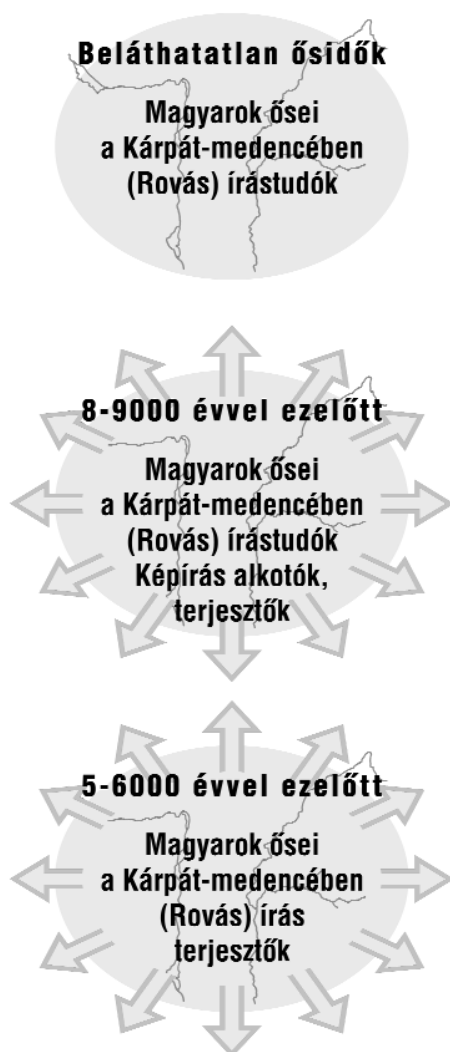 Beláthatatlan ősidők
Magyarok ősei
a Kárpát-medencében
(Rovás) írástudók
8-9000 évvel ezelőtt
Magyarok ősei
a Kárpát-medencében
(Rovás) írástudók
Képírás alkotók,
terjesztők
5-6000 évvel ezelőtt
Magyarok ősei
a Kárpát-medencében
(Rovás) írás
terjesztők